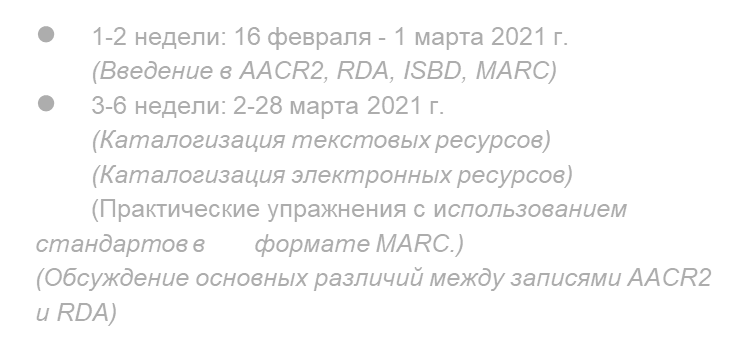 ● 1-2 недели: 16 февраля - 1 марта 2021 г.
(Введение в AACR2, RDA, ISBD, MARC)
● 3-6 недели: 2-28 марта 2021 г.
(Каталогизация текстовых ресурсов)
(Каталогизация электронных ресурсов)
(Практические упражнения с использованием
стандартов в формате MARC.)
(Обсуждение основных различий между записями AACR2
и RDA)